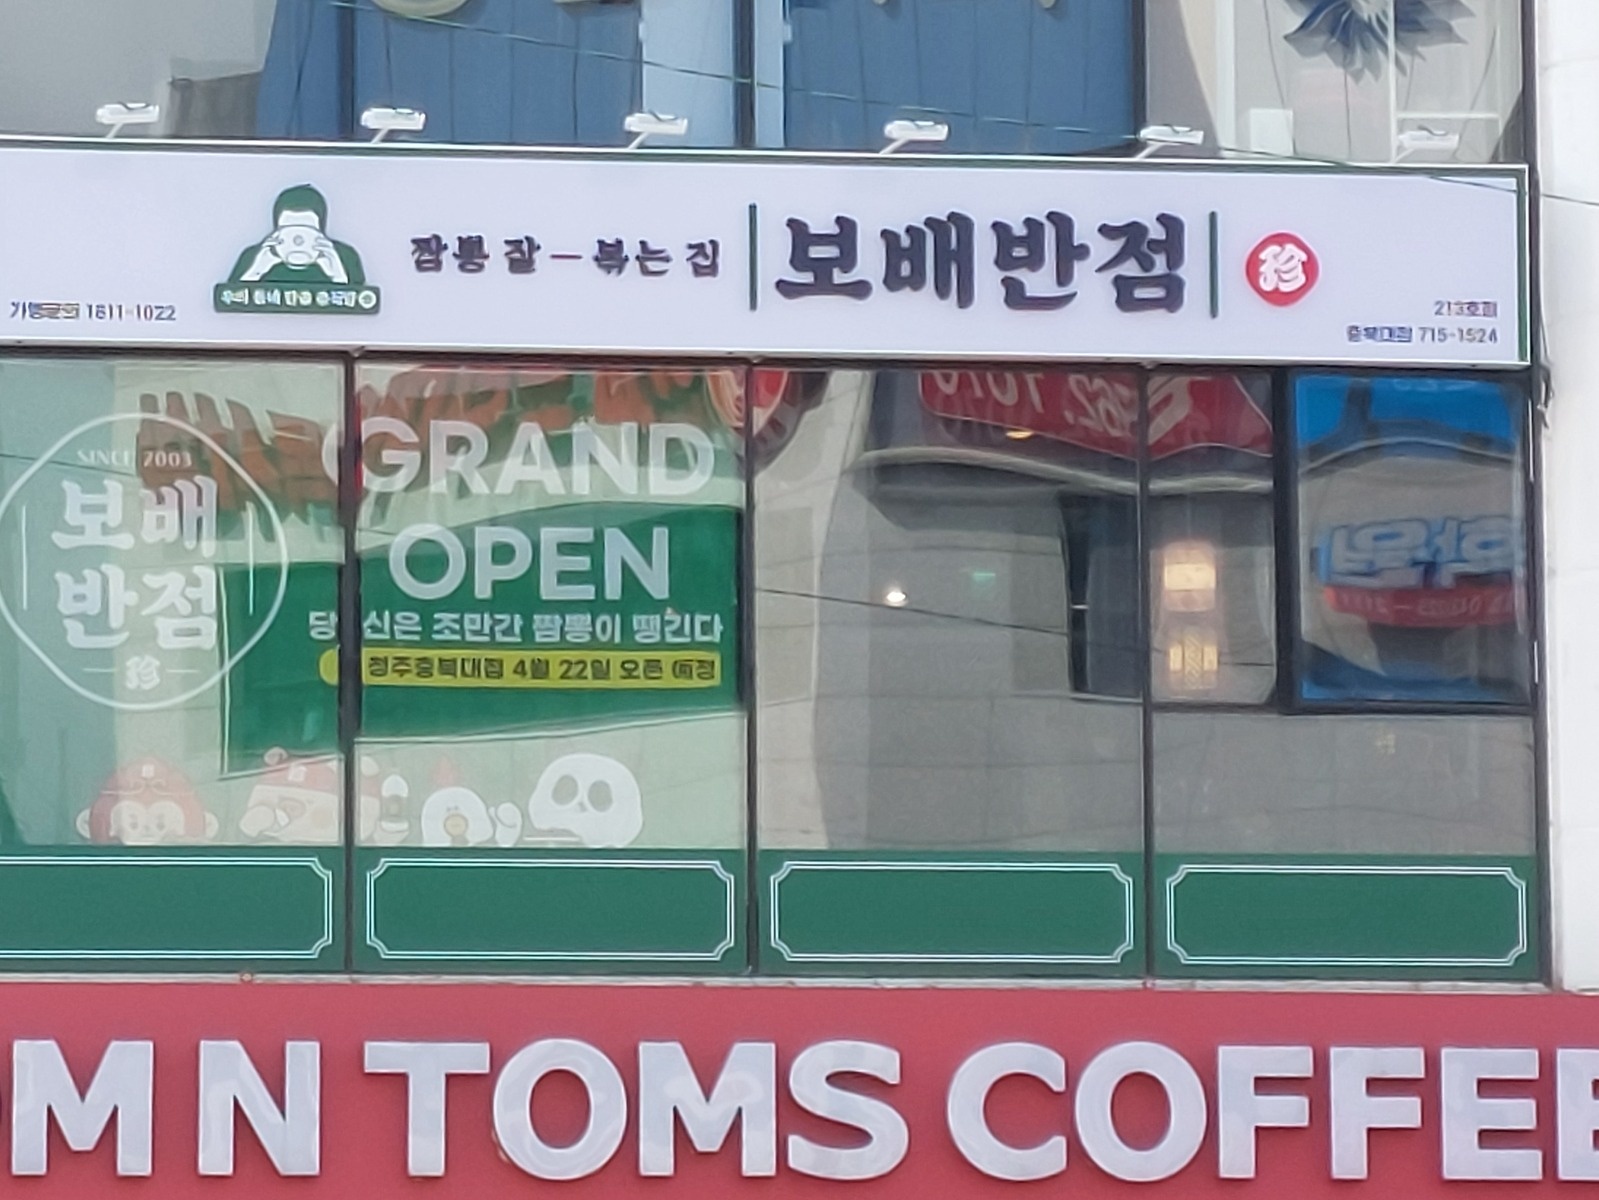 짬뽕 잘 - 볶는 집
보배반점
珍
가맹문의 1811-1022
213호점
충북대점 715-1524
SINCE 2003
보배
반점
珍
GRAND
OPEN
당신은 조만간 짬뽕이 땡긴다
청주충북대점 4월 22일 오픈 예정
OM N TOMS COFFEE